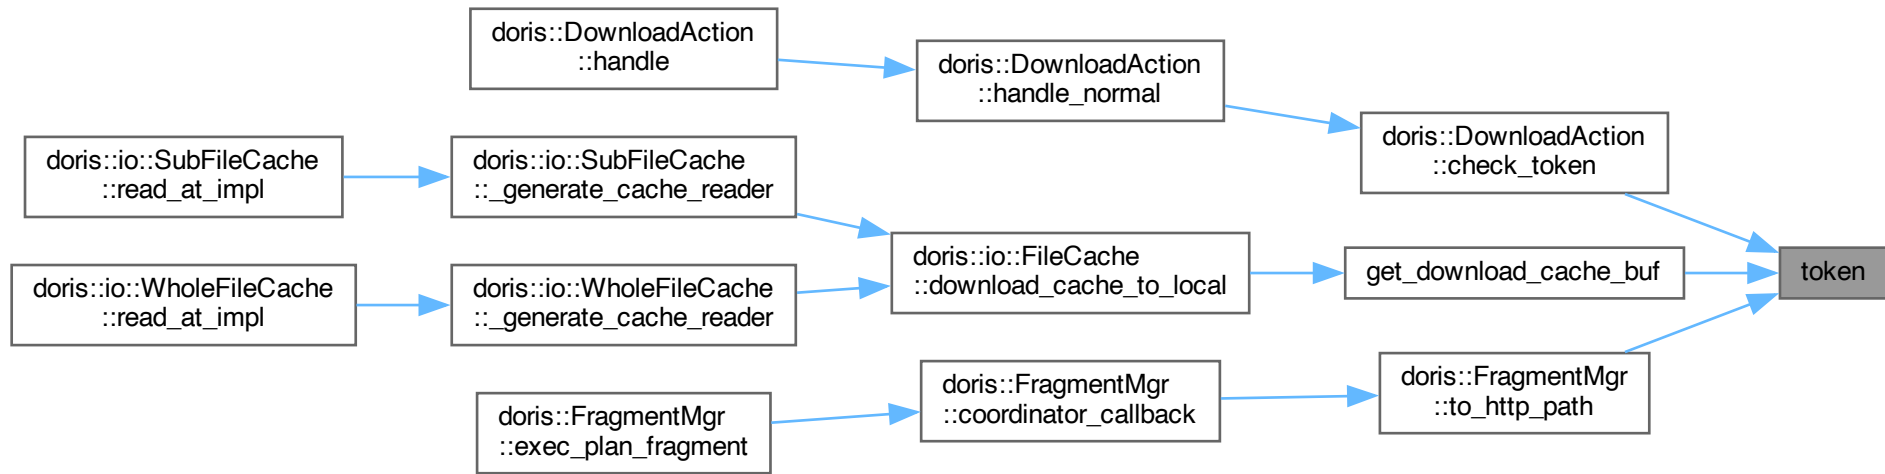 doris::DownloadAction
::handle
doris::DownloadAction
::handle_normal
doris::DownloadAction
::check_token
doris::io::SubFileCache
::read_at_impl
doris::io::SubFileCache
::_generate_cache_reader
doris::io::FileCache
::download_cache_to_local
get_download_cache_buf
token
doris::io::WholeFileCache
::read_at_impl
doris::io::WholeFileCache
::_generate_cache_reader
doris::FragmentMgr
::exec_plan_fragment
doris::FragmentMgr
::coordinator_callback
doris::FragmentMgr
::to_http_path